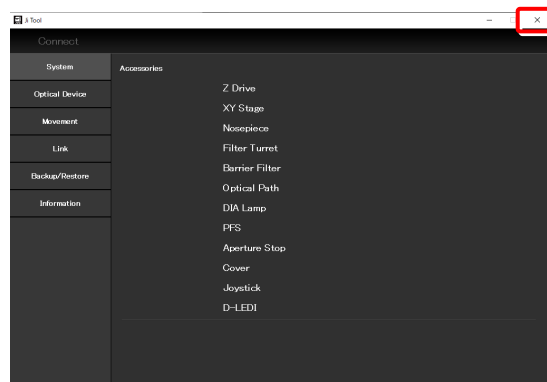 Ji Tool
Connect
System
Optical Device
Movement
Link
Backup/Restore
Information
Accessories
Z Drive
XY Stage
Nosepiece
Filter Turret
Barrier Filter
Optical Path
DIA Lamp
PFS
Aperture Stop
Cover
Joystick
D-LEDI